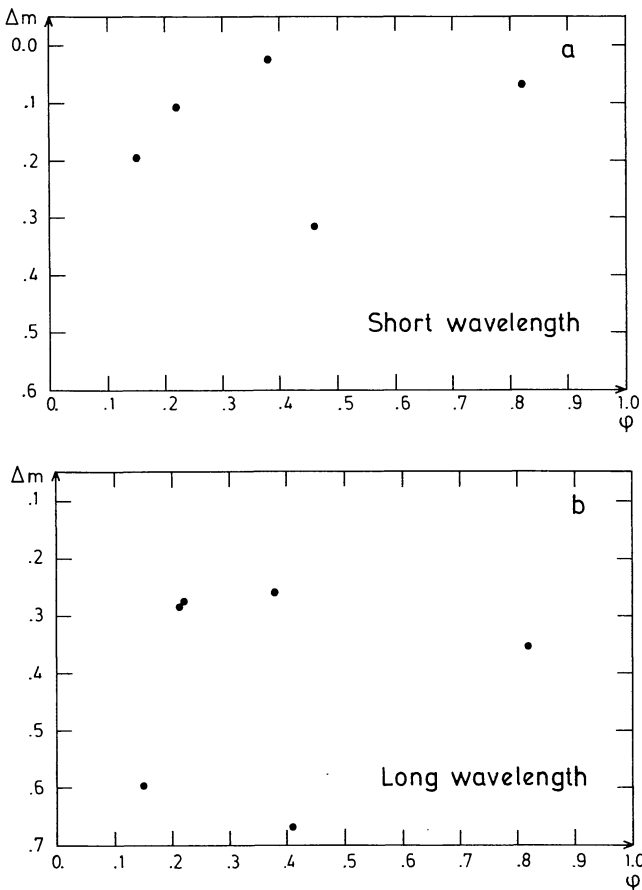 Δm
0.0
a
.1
.2
.3
.4
Short wavelength
.5
.6
0. .1 .2 .3 .4 .5 .6 .7 .8 .9 1.0
φ
Δm
.1
b
.2
.3
.4
.5
Long wavelength
.6
.7
0. .1 .2 .3 .4 .5 .6 .7 .8 .9 1.0
φ